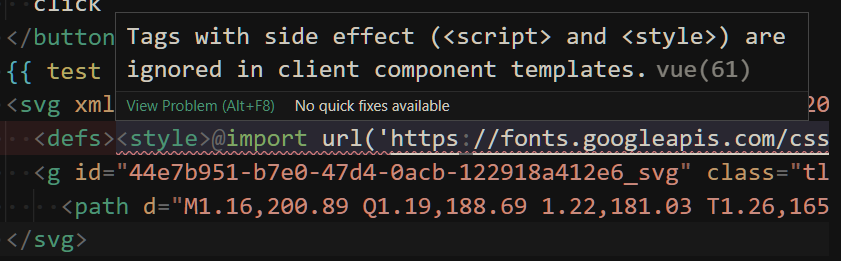 click
</button
Tags with side effect (<script> and <style>) are
ignored in client component templates. vue(61)
{{ test
View Problem (Alt+F8) No quick fixes available
<svg xml 20
<defs><style>@import url('https://fonts.googleapis.com/css
<g id="44e7b951-b7e0-47d4-0acb-122918a412e6_svg" class="tl
<path d="M1.16,200.89 Q1.19,188.69 1.22,181.03 T1.26,165
</svg>